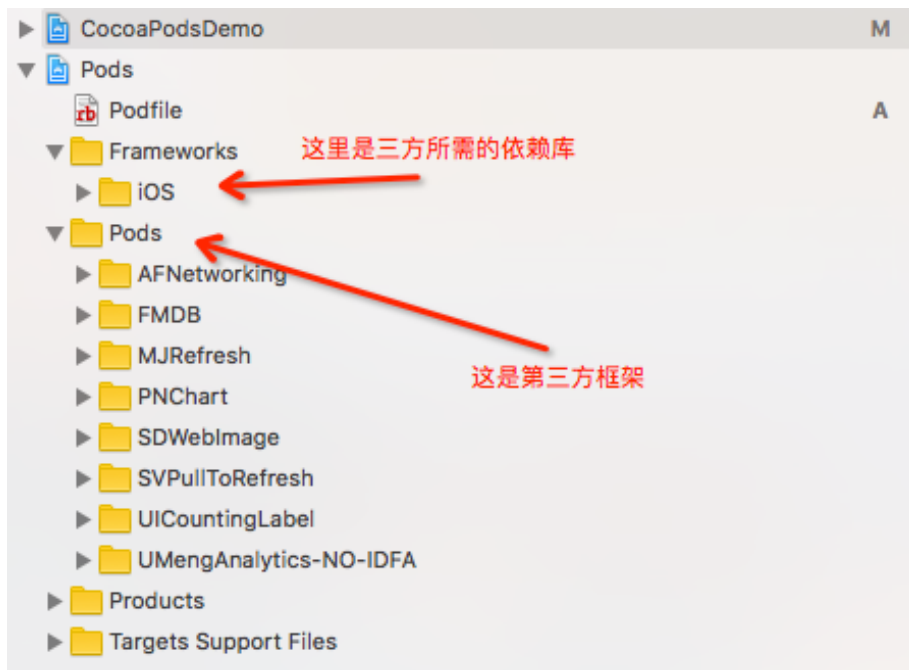 CocoaPodsDemo M
Pods
rb Podfile A
Frameworks 这里是三方所需的依赖库
iOS
Pods
AFNetworking
FMDB
MJRefresh
这是第三方框架
PNChart
SDWebImage
SVPullToRefresh
UICountingLabel
UMengAnalytics-NO-IDFA
Products
Targets Support Files